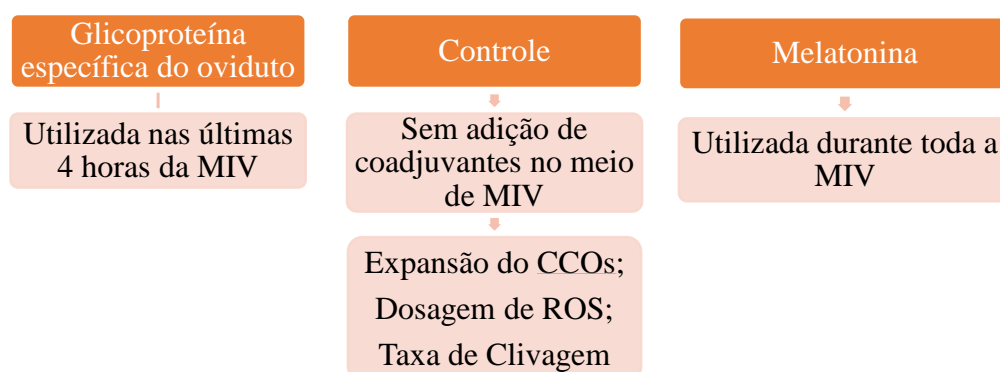 Glicoproteína
específica do oviduto
Utilizada nas últimas
4 horas da MIV
Controle
Sem adição de
coadjuvantes no meio
de MIV
Expansão do CCOs;
Dosagem de ROS;
Taxa de Clivagem
Melatonina
Utilizada durante toda a
MIV